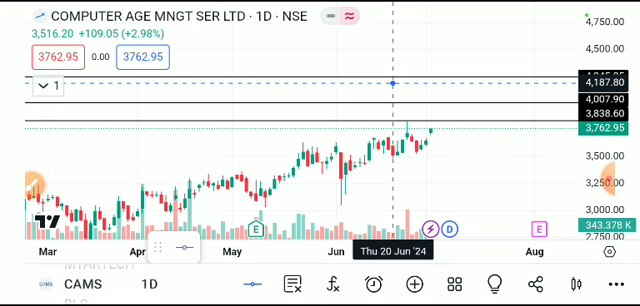 COMPUTER AGE MNGT SER LTD · 1D · NSE
3,516.20 +109.05 (+2.98%)
3762.95 0.00 3762.95
1
4,750.00
4,500.00
4,187.80
4,007.90
3,838.60
3,762.95
3,500.00
3,250.00
3,000.00
343.378 K
2,750.00
E D E
Mar Apr May Jun Thu 20 Jun '24 Aug
CAMS 1D